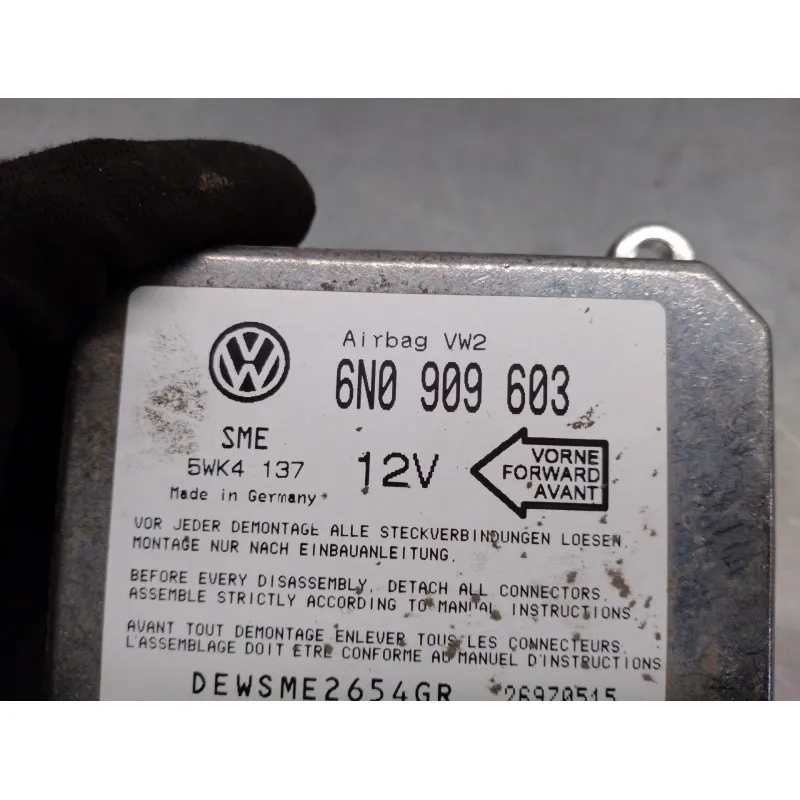 Airbag VW2
6N0 909 603
SME
5WK4 137
12V
VORNE
FORWARD
AVANT
Made in Germany
VOR JEDER DEMONTAGE ALLE STECKVERBINDUNGEN LOESEN.
MONTAGE NUR NACH EINBAUANLEITUNG.
BEFORE EVERY DISASSEMBLY, DETACH ALL CONNECTORS.
ASSEMBLE STRICTLY ACCORDING TO MANUAL INSTRUCTIONS.
AVANT TOUT DEMONTAGE ENLEVER TOUS LES CONNECTEURS.
L'ASSEMBLAGE DOIT ETRE CONFORME AU MANUEL D'INSTRUCTIONS
DEWSME2654GR 26970515